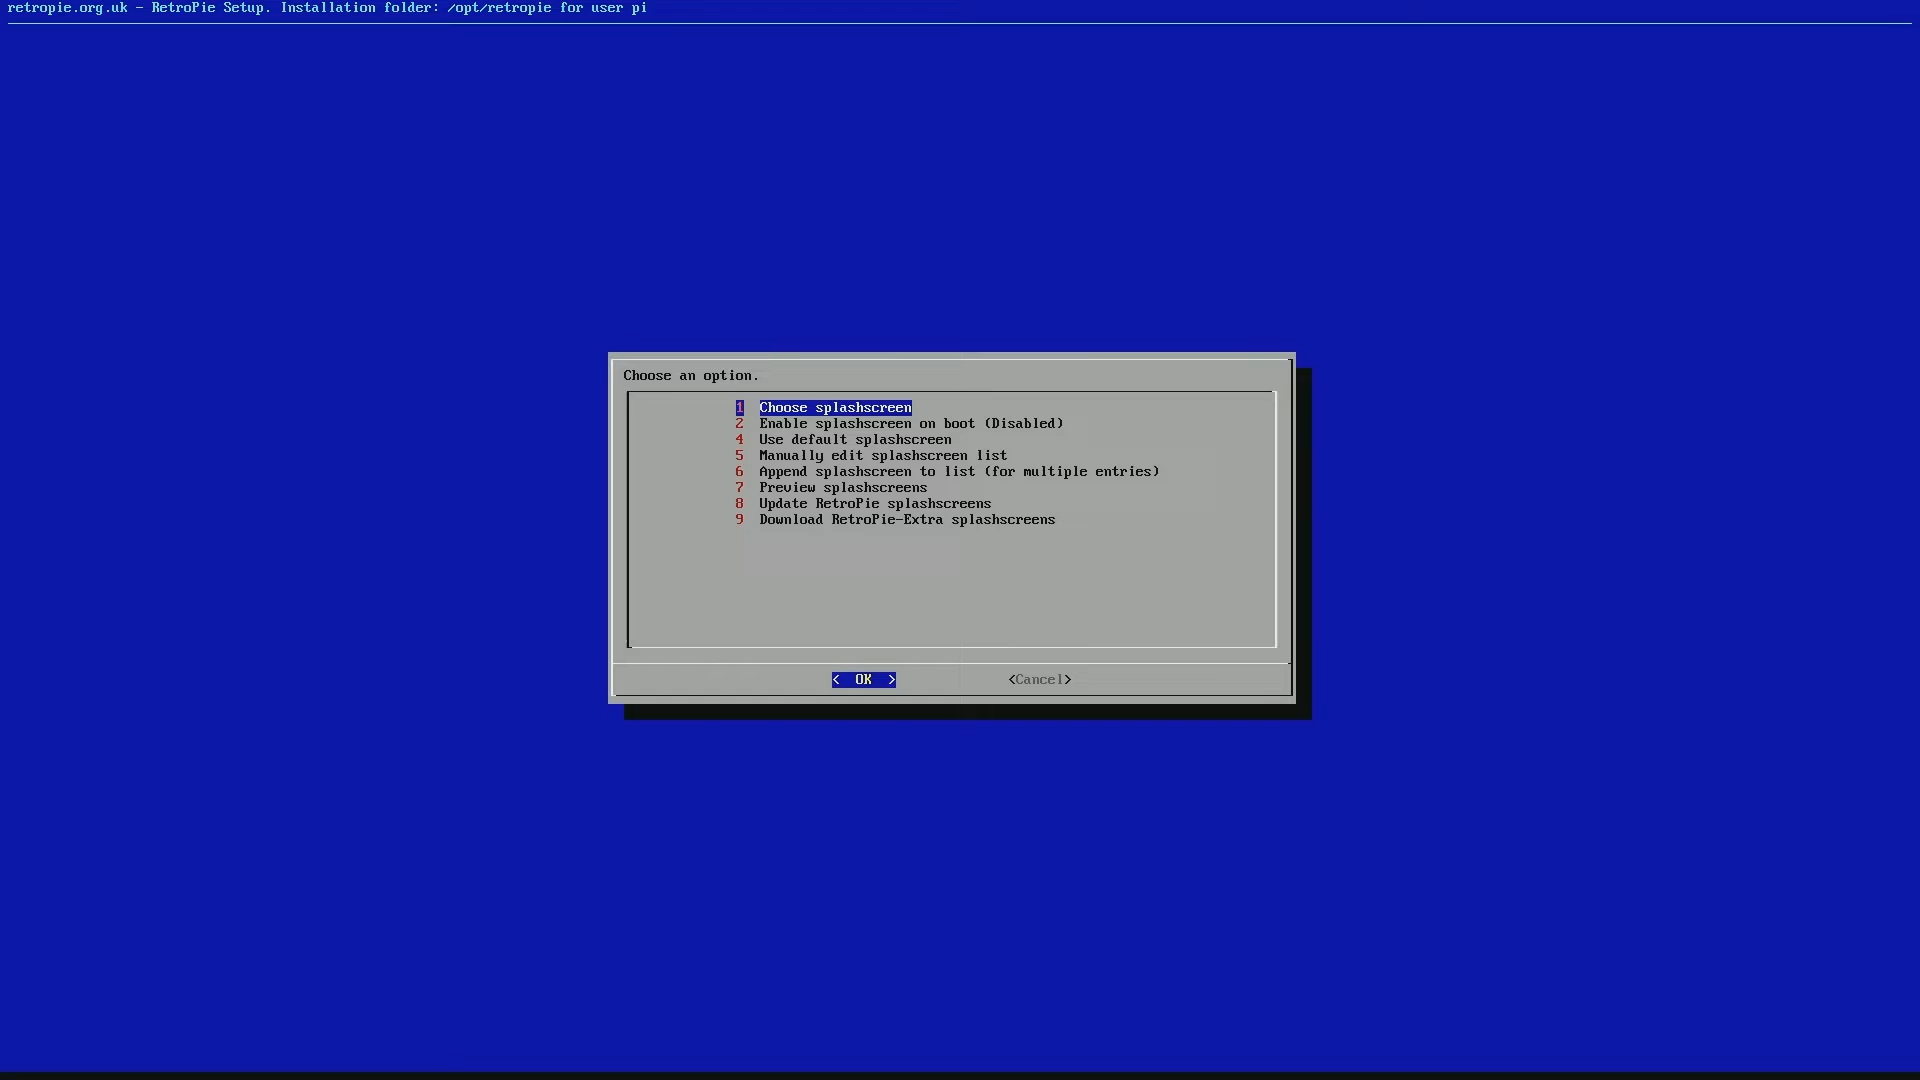 retropie.org.uk - RetroPie Setup. Installation folder: /opt/retropie for user pi
Choose an option.
1 Choose splashscreen
2 Enable splashscreen on boot (Disabled)
4 Use default splashscreen
5 Manually edit splashscreen list
6 Append splashscreen to list (for multiple entries)
7 Preview splashscreens
8 Update RetroPie splashscreens
9 Download RetroPie-Extra splashscreens
< OK > <Cancel>